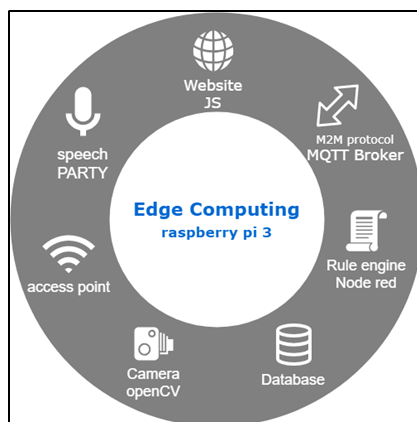 Edge Computing
raspberry pi 3
Website
JS
M2M protocol
MQTT Broker
Rule engine
Node red
Database
Camera
openCV
access point
speech
PARTY